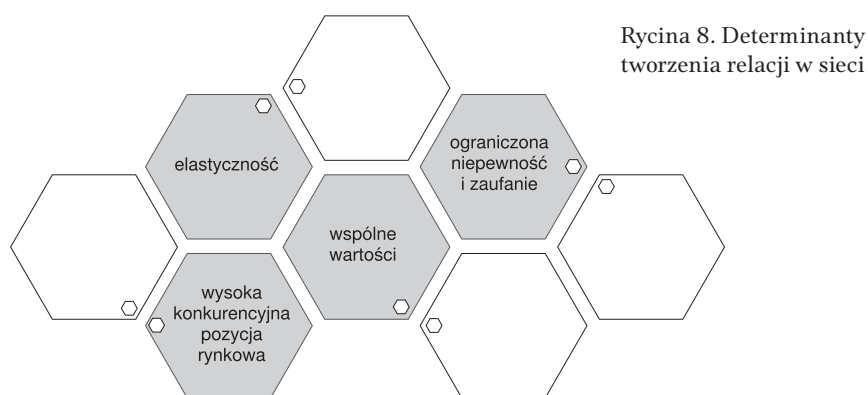 Rycina 8. Determinanty
tworzenia relacji w sieci
elastyczność
ograniczona
niepewność
i zaufanie
wspólne
wartości
wysoka
konkurencyjna
pozycja
rynkowa